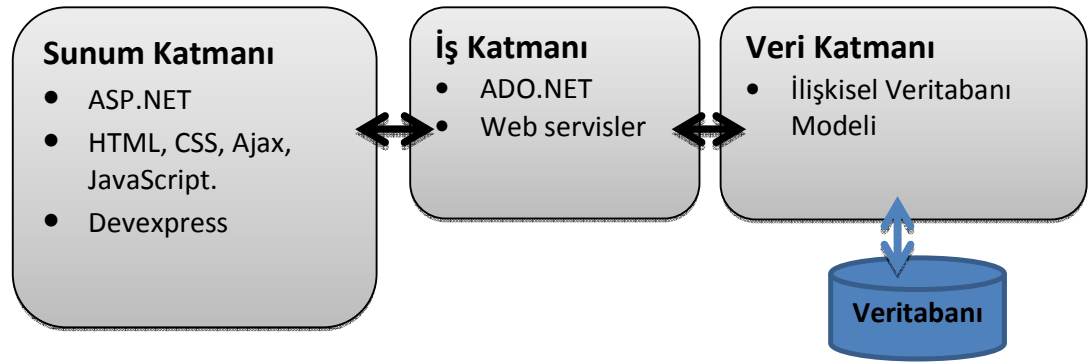 Sunum Katmanı
● ASP.NET
● HTML, CSS, Ajax,
JavaScript.
● Devexpress
İş Katmanı
● ADO.NET
● Web servisler
Veri Katmanı
● İlişkisel Veritabanı
Modeli
Veritabanı